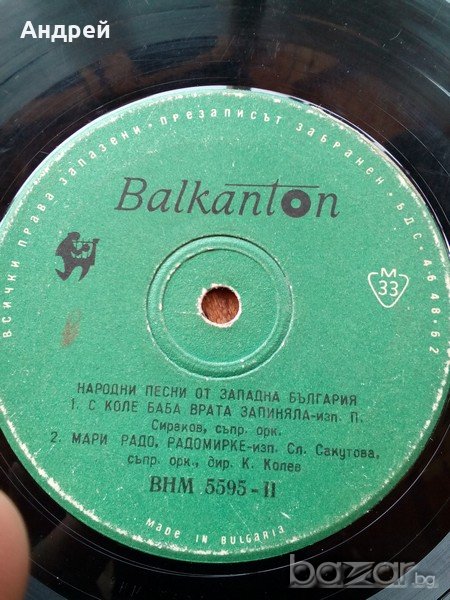 Андрей
ВСИЧКИ ПРАВА ЗАПАЗЕНИ • ПРЕЗАПИСЪТ ЗАБРАНЕН • БДС • 4648-62
Balkanton
M
33
НАРОДНИ ПЕСНИ ОТ ЗАПАДНА БЪЛГАРИЯ
1. С КОЛЕ БАБА ВРАТА ЗАПИНЯЛА-изп. П.
Сираков, съпр. орк.
2. МАРИ РАДО, РАДОМИРКЕ-изп. Сл. Сакутова,
съпр. орк., дир. К. Колев
ВНМ 5595-II
MADE IN BULGARIA
bazar.бг